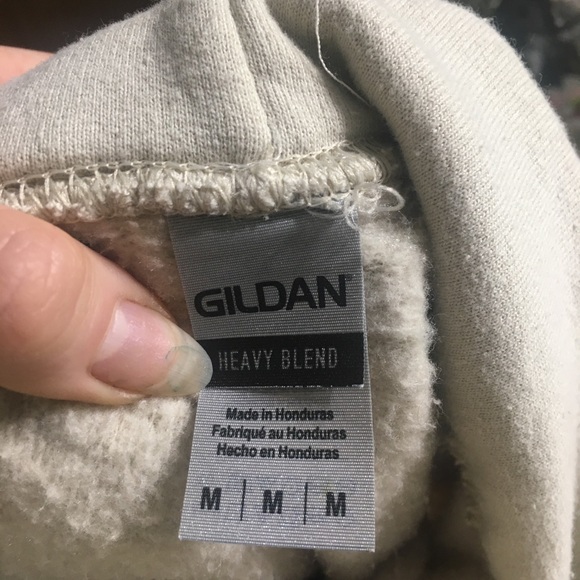 GILDAN
HEAVY BLEND
Made in Honduras
Fabriqué au Honduras
Hecho en Honduras
M | M | M